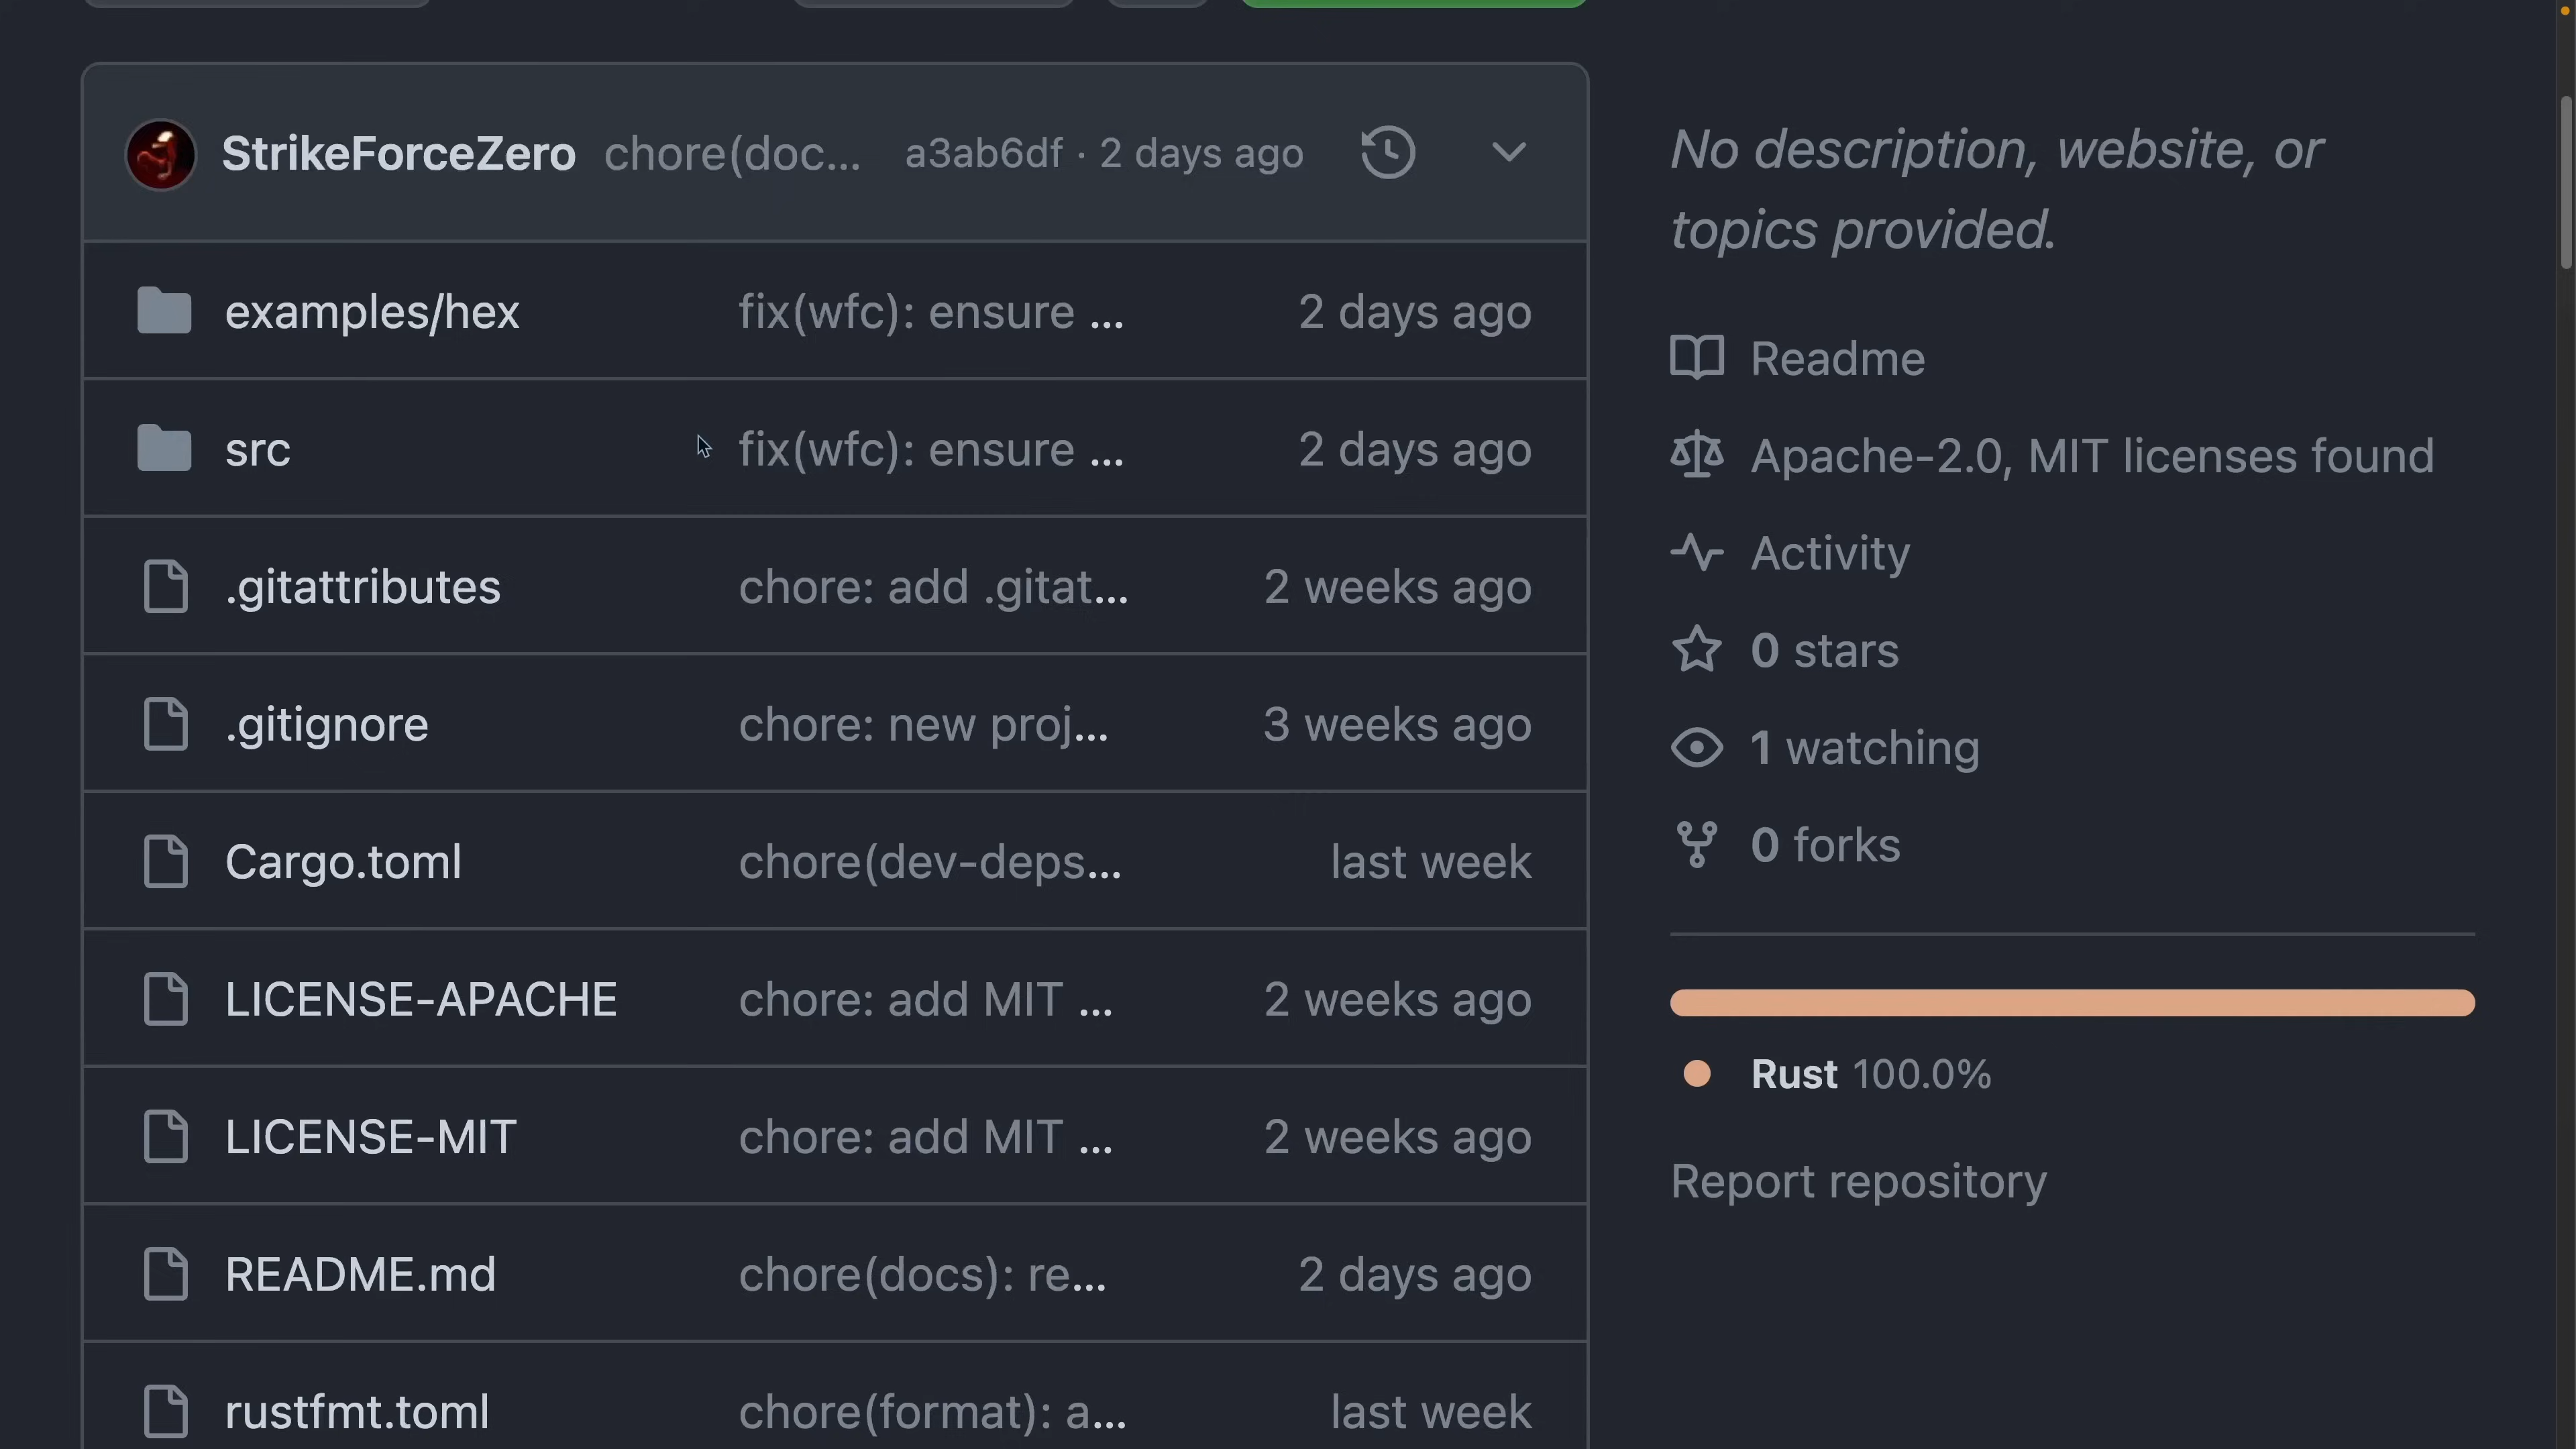 StrikeForceZero chore(doc... a3ab6df · 2 days ago
examples/hex fix(wfc): ensure ... 2 days ago
src fix(wfc): ensure ... 2 days ago
.gitattributes chore: add .gitat... 2 weeks ago
.gitignore chore: new proj... 3 weeks ago
Cargo.toml chore(dev-deps... last week
LICENSE-APACHE chore: add MIT ... 2 weeks ago
LICENSE-MIT chore: add MIT ... 2 weeks ago
README.md chore(docs): re... 2 days ago
rustfmt.toml chore(format): a... last week
No description, website, or
topics provided.
Readme
Apache-2.0, MIT licenses found
Activity
0 stars
1 watching
0 forks
Rust 100.0%
Report repository